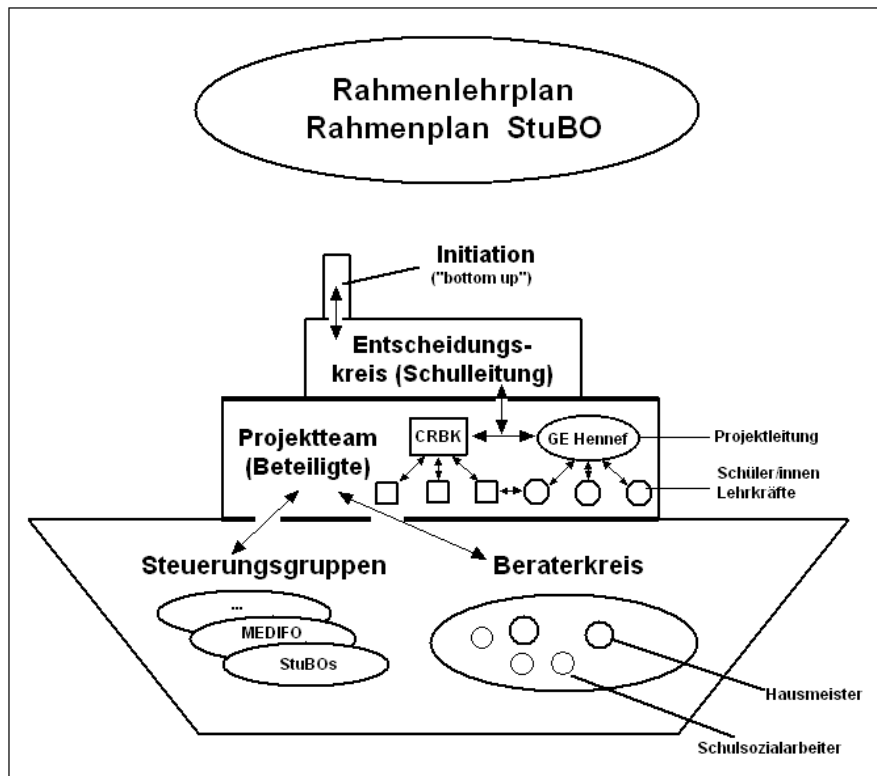 Rahmenlehrplan
Rahmenplan StuBO
Initiation
("bottom up")
Entscheidungs-
kreis (Schulleitung)
Projektteam
(Beteiligte)
CRBK
GE Hennef
Projektleitung
Schüler/innen
Lehrkräfte
Steuerungsgruppen
Beraterkreis
...
MEDIFO
StuBOs
Hausmeister
Schulsozialarbeiter